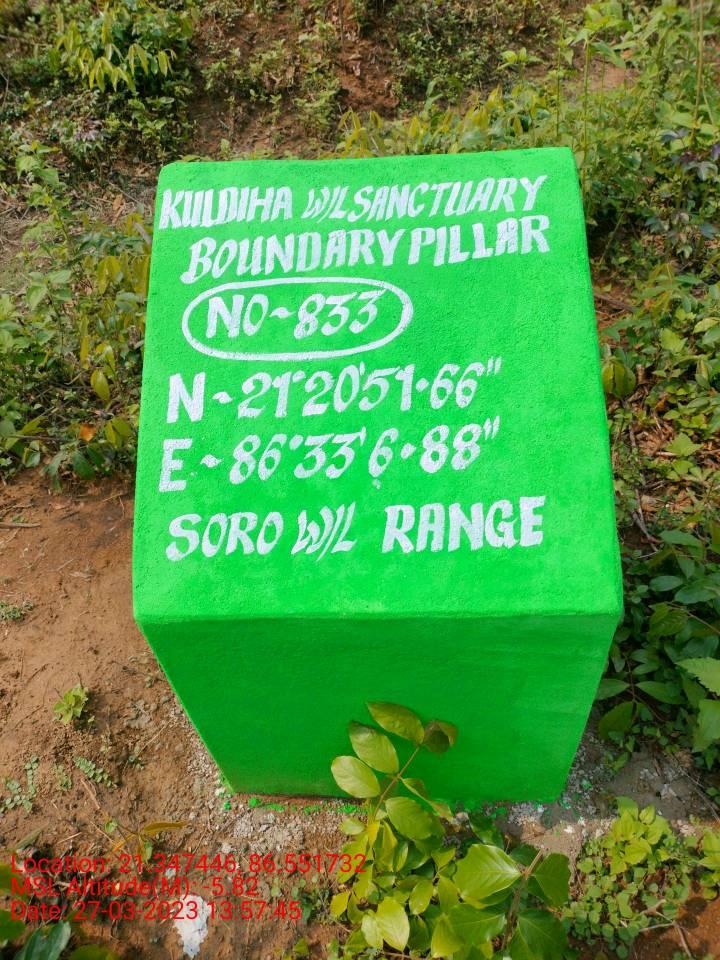 KULDIHA W/L SANCTUARY
BOUNDARY PILLAR
NO~833
N~21°20'51.66"
E~86°33'6.88"
SORO W/L RANGE
Location: 21.347446, 86.551732
MSL Altitude(M): -5.82
Date: 27-03-2023 13:57:45